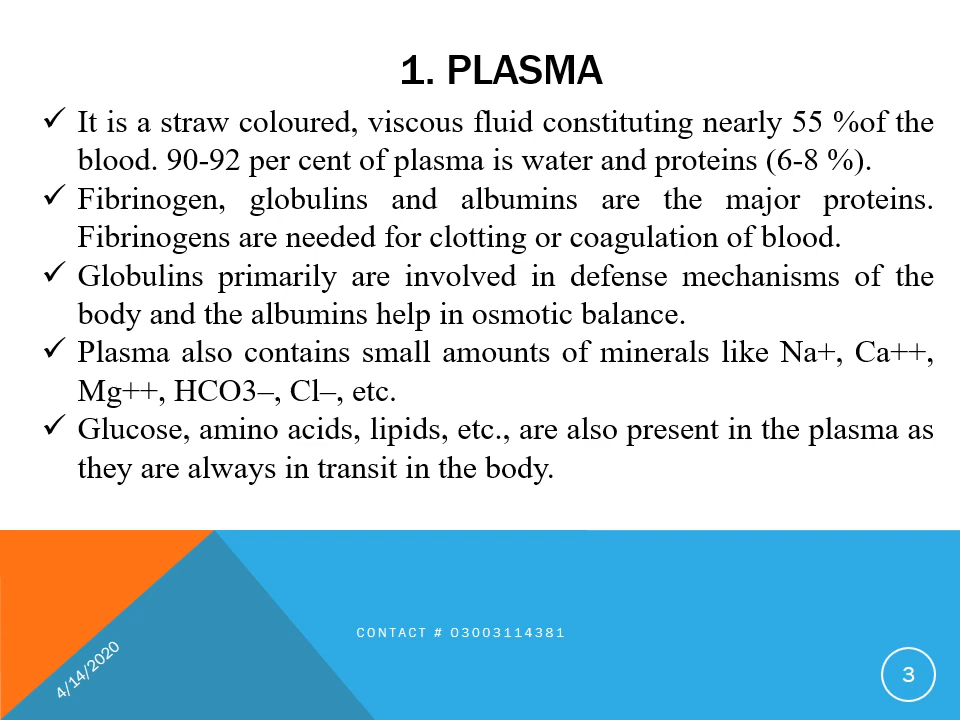 1. PLASMA
✓ It is a straw coloured, viscous fluid constituting nearly 55 %of the
blood. 90-92 per cent of plasma is water and proteins (6-8 %).
✓ Fibrinogen, globulins and albumins are the major proteins.
Fibrinogens are needed for clotting or coagulation of blood.
✓ Globulins primarily are involved in defense mechanisms of the
body and the albumins help in osmotic balance.
✓ Plasma also contains small amounts of minerals like Na+, Ca++,
Mg++, HCO3–, Cl–, etc.
✓ Glucose, amino acids, lipids, etc., are also present in the plasma as
they are always in transit in the body.
CONTACT # 03003114381
4/14/2020
3